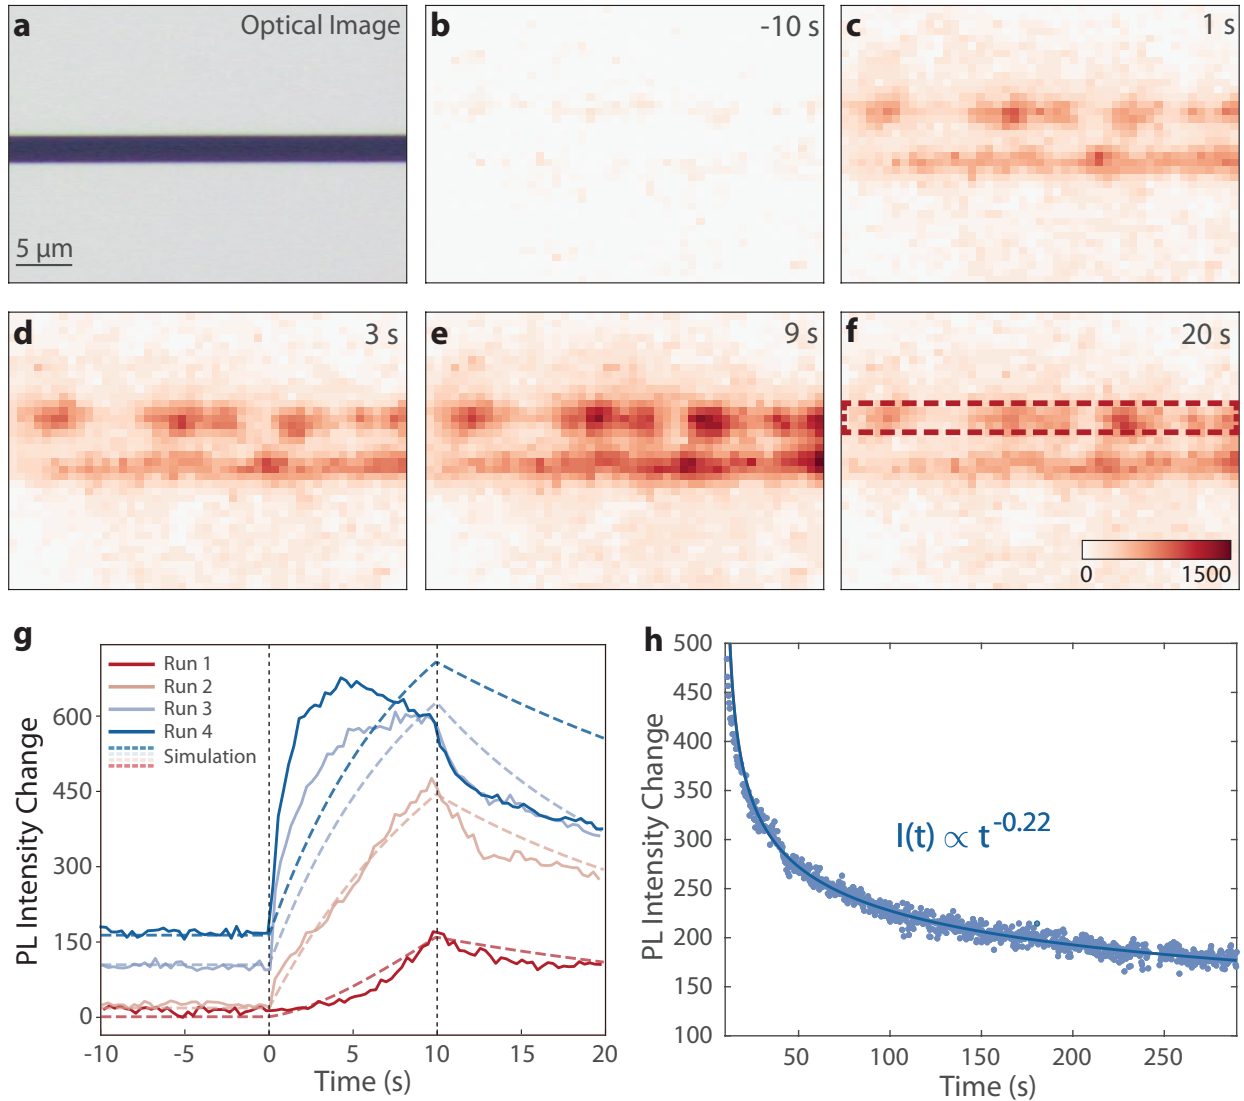 a Optical Image
5 μm
b -10 s
c 1 s
d 3 s
e 9 s
f 20 s
0 1500
g
Run 1
Run 2
Run 3
Run 4
Simulation
PL Intensity Change
600
450
300
150
0
-10 -5 0 5 10 15 20
Time (s)
h
PL Intensity Change
500
450
400
350
300
250
200
150
100
I(t) ∝ t^-0.22
50 100 150 200 250
Time (s)